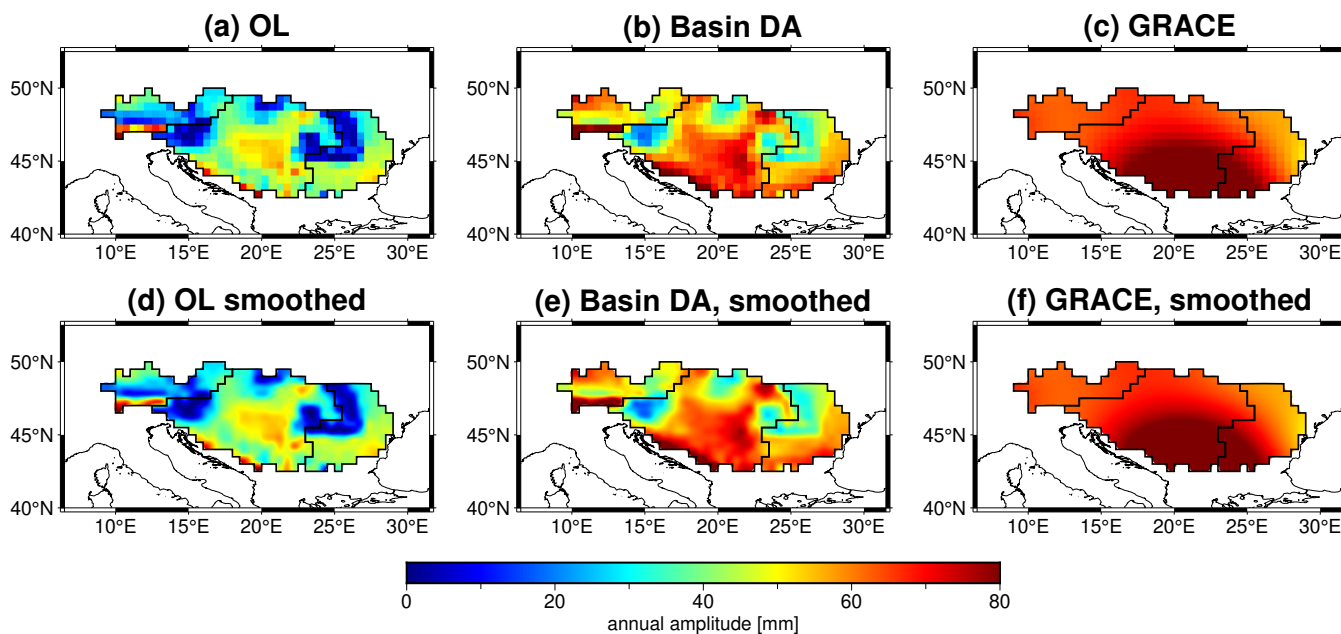 (a) OL
(b) Basin DA
(c) GRACE
50°N
45°N
40°N
10°E 15°E 20°E 25°E 30°E
50°N
45°N
40°N
10°E 15°E 20°E 25°E 30°E
50°N
45°N
40°N
10°E 15°E 20°E 25°E 30°E
(d) OL smoothed
(e) Basin DA, smoothed
(f) GRACE, smoothed
50°N
45°N
40°N
10°E 15°E 20°E 25°E 30°E
50°N
45°N
40°N
10°E 15°E 20°E 25°E 30°E
50°N
45°N
40°N
10°E 15°E 20°E 25°E 30°E
0 20 40 60 80
annual amplitude [mm]